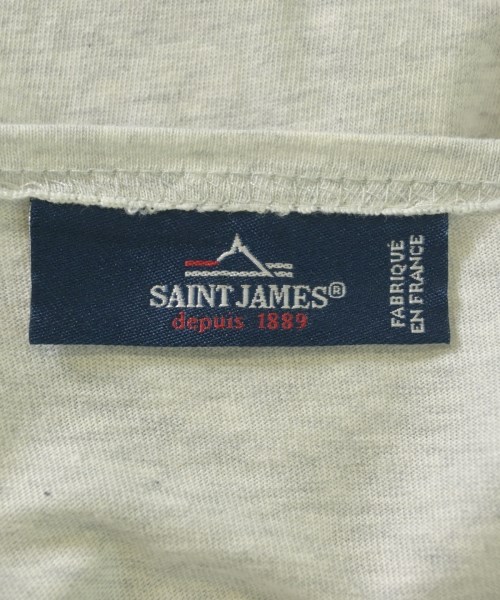 SAINT JAMES®
depuis 1889
FABRIQUÉ
EN FRANCE